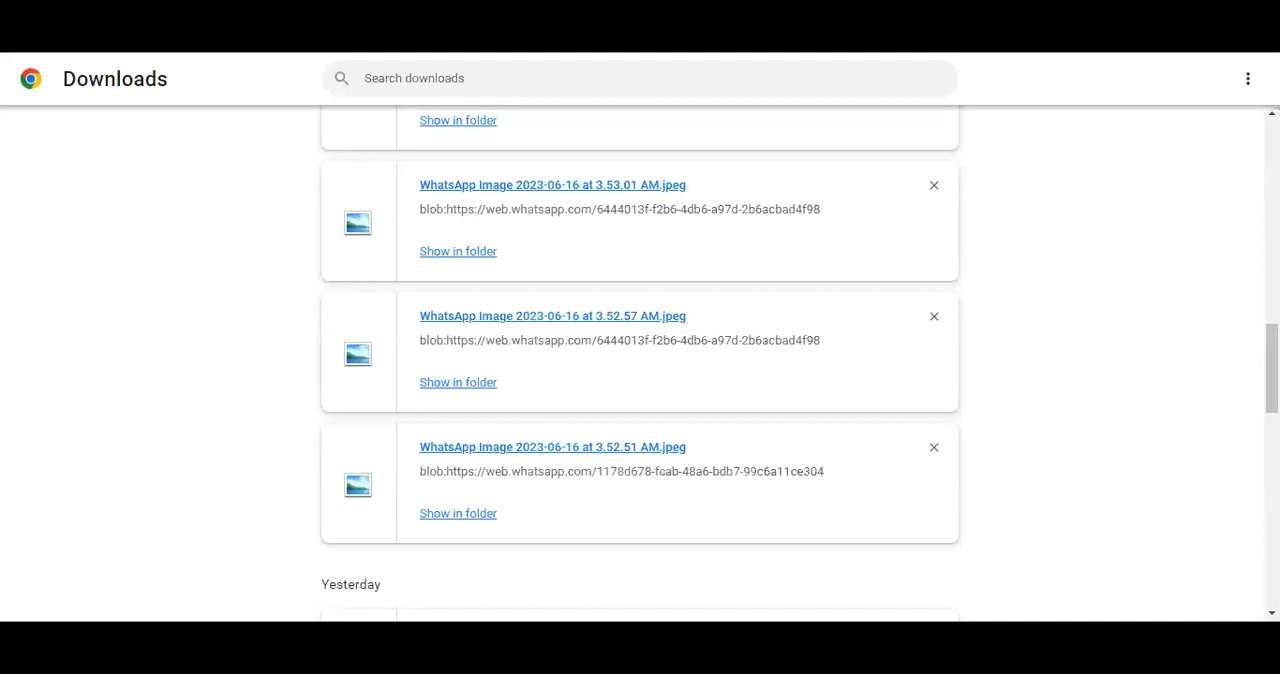 Downloads
Search downloads
Show in folder
WhatsApp Image 2023-06-16 at 3.53.01 AM.jpeg
blob:https://web.whatsapp.com/6444013f-f2b6-4db6-a97d-2b6acbad4f98
Show in folder
WhatsApp Image 2023-06-16 at 3.52.57 AM.jpeg
blob:https://web.whatsapp.com/6444013f-f2b6-4db6-a97d-2b6acbad4f98
Show in folder
WhatsApp Image 2023-06-16 at 3.52.51 AM.jpeg
blob:https://web.whatsapp.com/1178d678-fcab-48a6-bdb7-99c6a11ce304
Show in folder
Yesterday